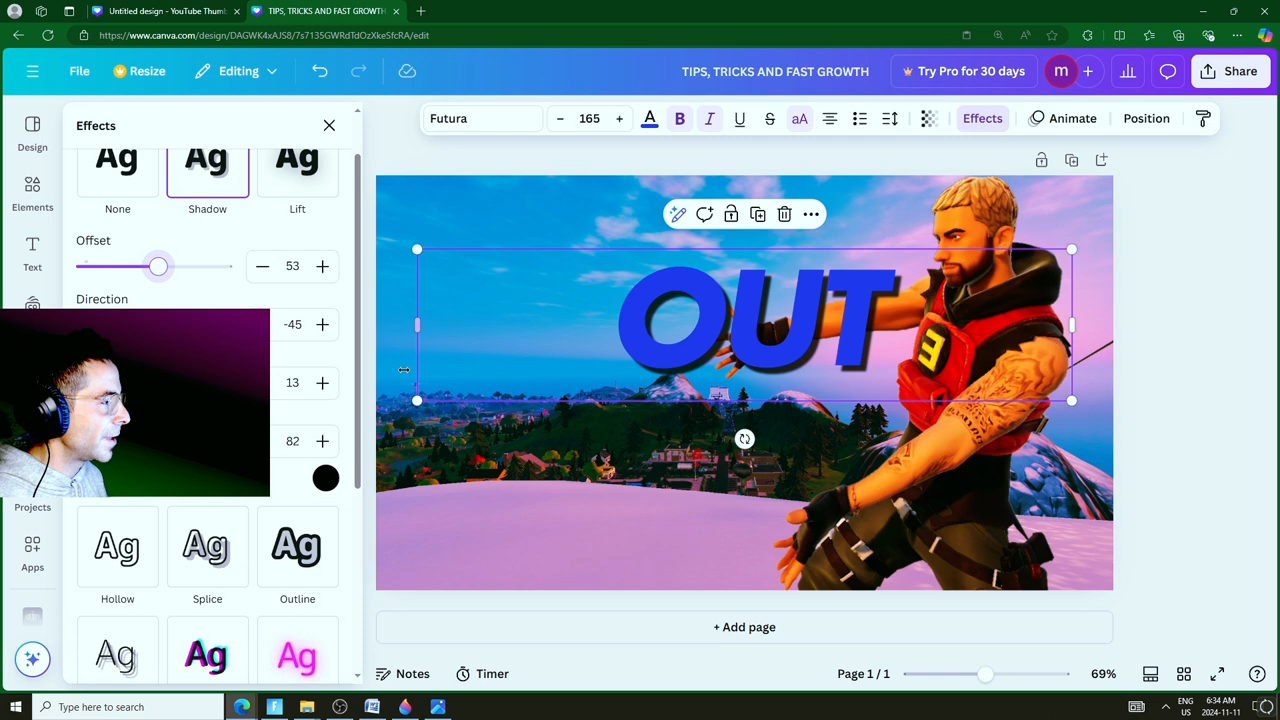 Untitled design - YouTube Thumb
TIPS, TRICKS AND FAST GROWTH
https://www.canva.com/design/DAGWK4xAJS8/7s7135GWRdTdOzXkeSfcRA/edit
File
Resize
Editing
TIPS, TRICKS AND FAST GROWTH
Try Pro for 30 days
m
Share
Design
Elements
Text
Projects
Apps
Effects
Ag
Ag
Ag
None
Shadow
Lift
Offset
53
Direction
-45
13
82
Ag
Ag
Ag
Hollow
Splice
Outline
Ag
Ag
Ag
Futura
165
A
B
I
U
S
aA
Effects
Animate
Position
OUT
+ Add page
Notes
Timer
Page 1 / 1
69%
Type here to search
ENG
US
6:34 AM
2024-11-11